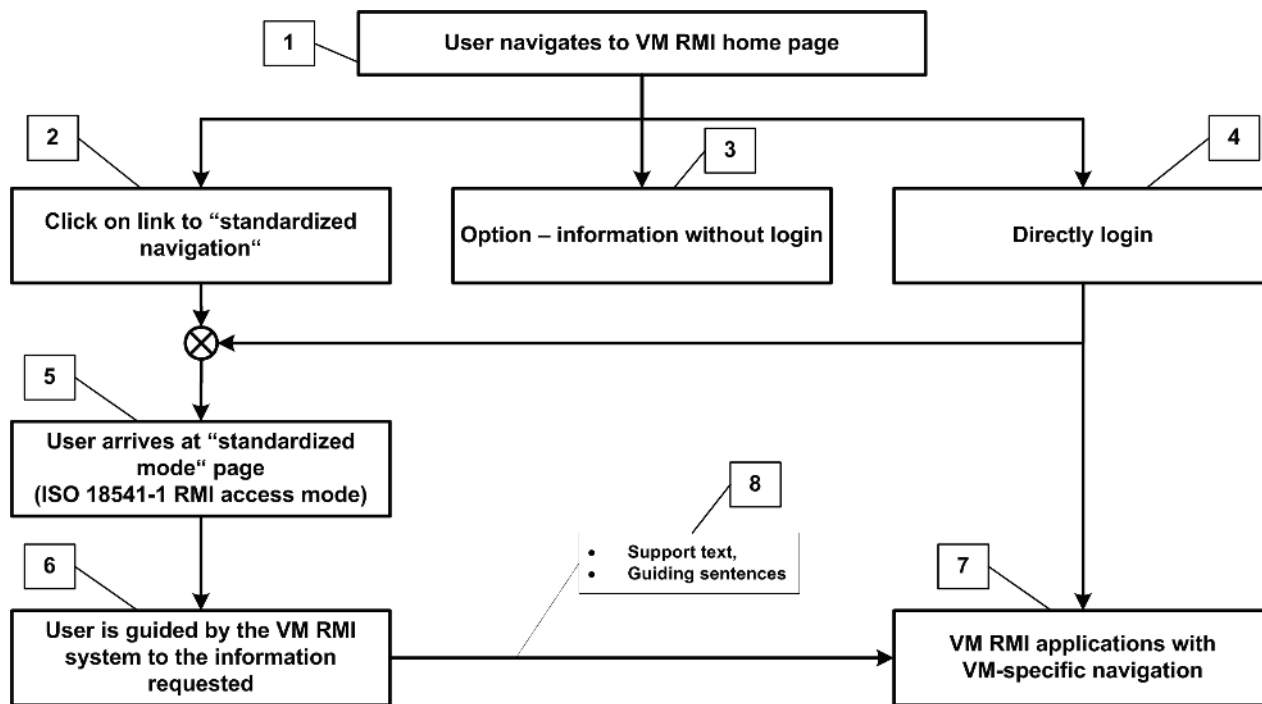 1
User navigates to VM RMI home page
2
3
4
Click on link to “standardized
navigation“
Option – information without login
Directly login
5
User arrives at “standardized
mode“ page
(ISO 18541-1 RMI access mode)
8
• Support text,
• Guiding sentences
6
7
User is guided by the VM RMI
system to the information
requested
VM RMI applications with
VM-specific navigation